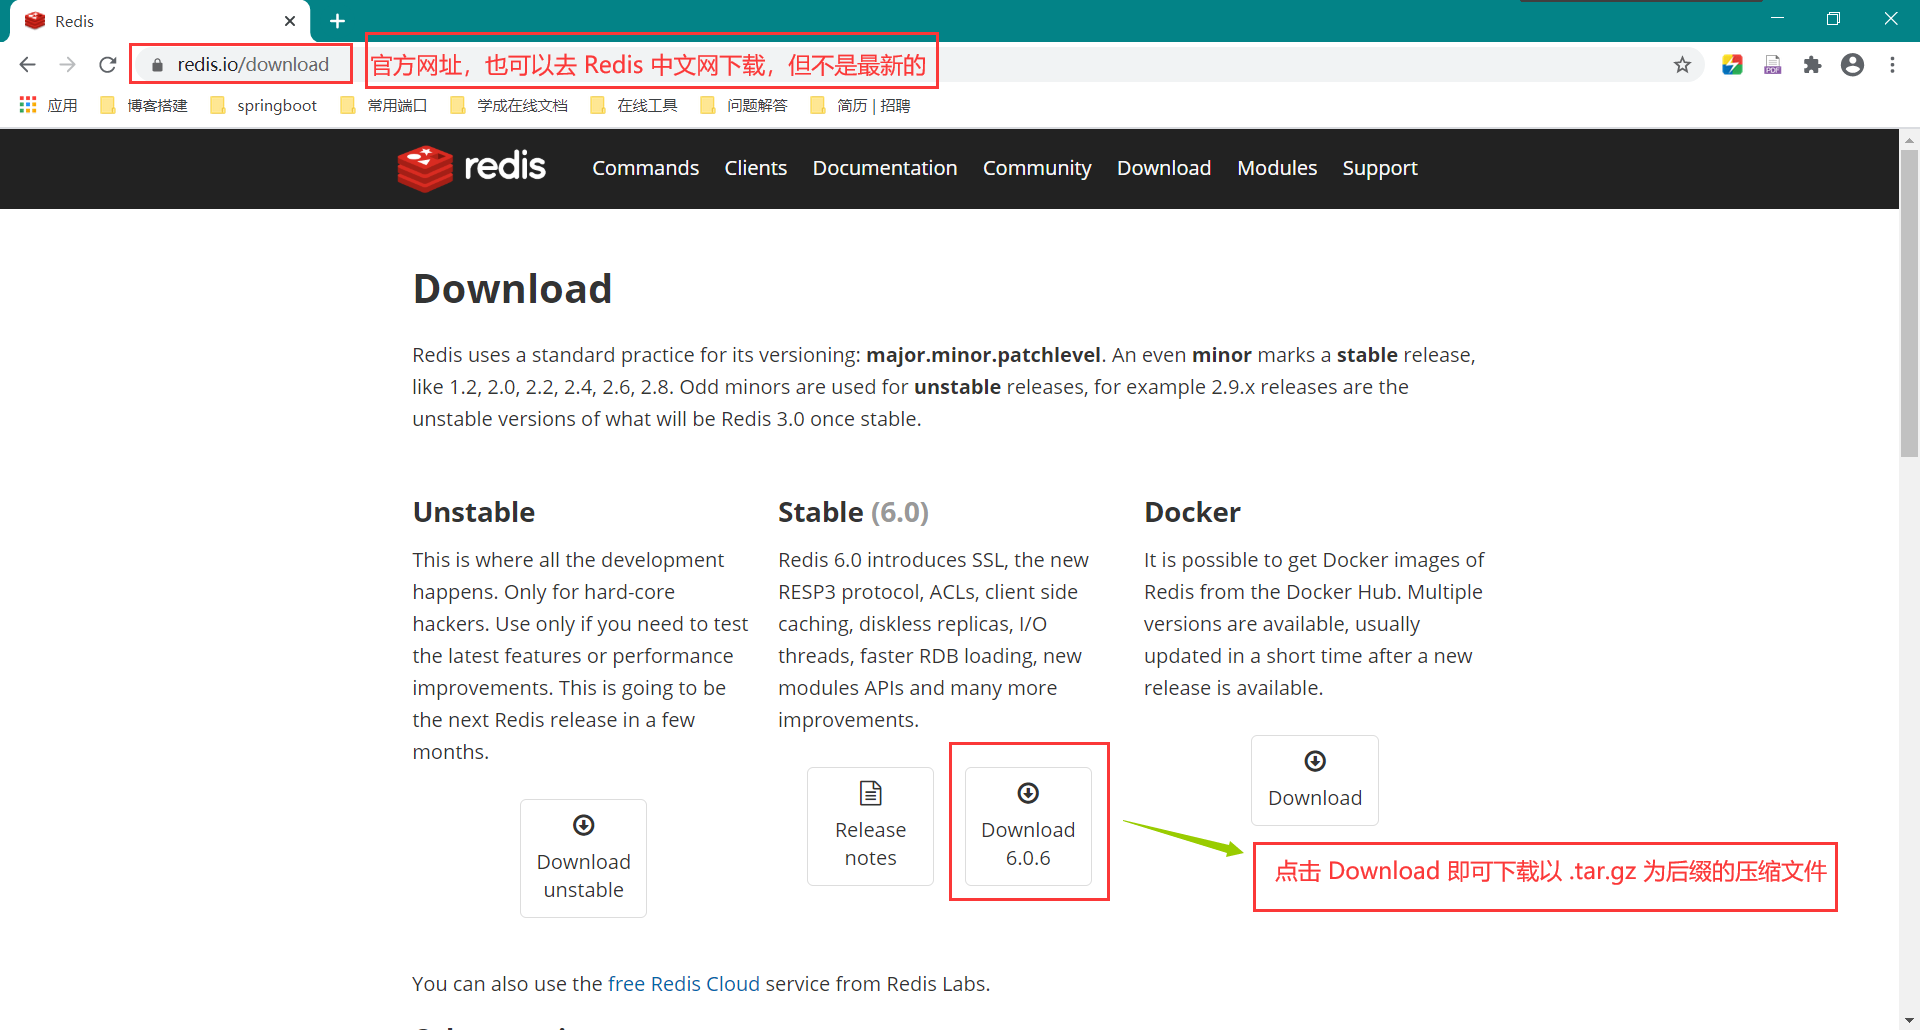 Redis
redis.io/download
官方网址，也可以去 Redis 中文网下载，但不是最新的
应用
博客搭建
springboot
常用端口
学成在线文档
在线工具
问题解答
简历 | 招聘
redis
Commands
Clients
Documentation
Community
Download
Modules
Support
Download
Redis uses a standard practice for its versioning: major.minor.patchlevel. An even minor marks a stable release,
like 1.2, 2.0, 2.2, 2.4, 2.6, 2.8. Odd minors are used for unstable releases, for example 2.9.x releases are the
unstable versions of what will be Redis 3.0 once stable.
Unstable
This is where all the development
happens. Only for hard-core
hackers. Use only if you need to test
the latest features or performance
improvements. This is going to be
the next Redis release in a few
months.
Download
unstable
Stable (6.0)
Redis 6.0 introduces SSL, the new
RESP3 protocol, ACLs, client side
caching, diskless replicas, I/O
threads, faster RDB loading, new
modules APIs and many more
improvements.
Release
notes
Download
6.0.6
Docker
It is possible to get Docker images of
Redis from the Docker Hub. Multiple
versions are available, usually
updated in a short time after a new
release is available.
Download
点击 Download 即可下载以 .tar.gz 为后缀的压缩文件
You can also use the free Redis Cloud service from Redis Labs.